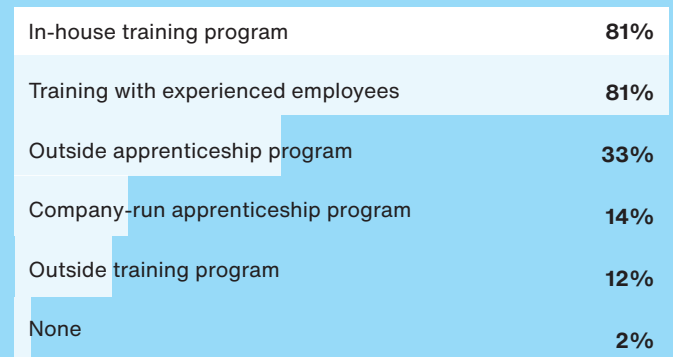 In-house training program 81%
Training with experienced employees 81%
Outside apprenticeship program 33%
Company-run apprenticeship program 14%
Outside training program 12%
None 2%